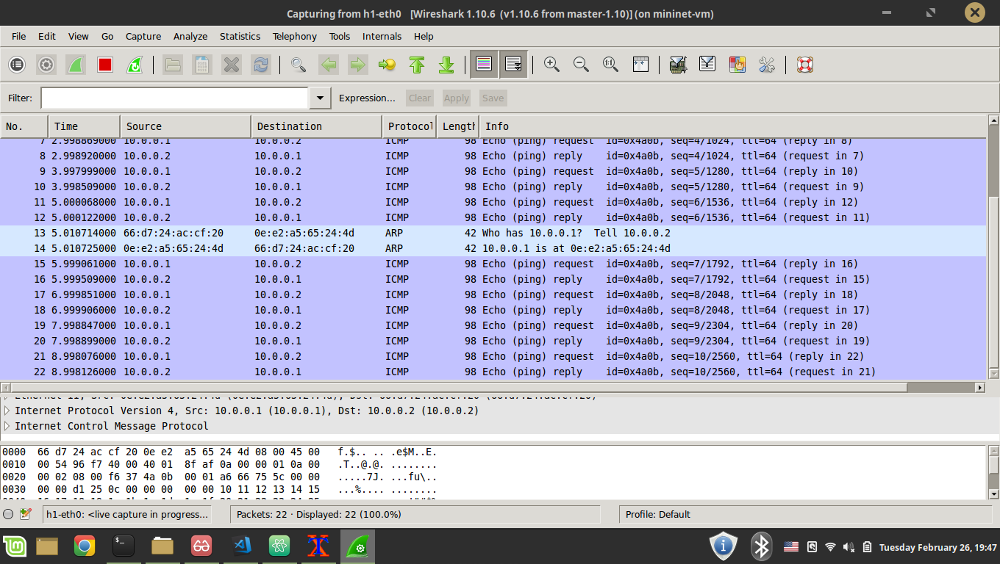 Capturing from h1-eth0 [Wireshark 1.10.6 (v1.10.6 from master-1.10)] (on mininet-vm)
File Edit View Go Capture Analyze Statistics Telephony Tools Internals Help
Filter: Expression... Clear Apply Save
No. Time Source Destination Protocol Length Info
7 2.998869000 10.0.0.1 10.0.0.2 ICMP 98 Echo (ping) request id=0x4a0b, seq=4/1024, ttl=64 (reply in 8)
8 2.998920000 10.0.0.2 10.0.0.1 ICMP 98 Echo (ping) reply id=0x4a0b, seq=4/1024, ttl=64 (request in 7)
9 3.997999000 10.0.0.1 10.0.0.2 ICMP 98 Echo (ping) request id=0x4a0b, seq=5/1280, ttl=64 (reply in 10)
10 3.998509000 10.0.0.2 10.0.0.1 ICMP 98 Echo (ping) reply id=0x4a0b, seq=5/1280, ttl=64 (request in 9)
11 5.000068000 10.0.0.1 10.0.0.2 ICMP 98 Echo (ping) request id=0x4a0b, seq=6/1536, ttl=64 (reply in 12)
12 5.000122000 10.0.0.2 10.0.0.1 ICMP 98 Echo (ping) reply id=0x4a0b, seq=6/1536, ttl=64 (request in 11)
13 5.010714000 66:d7:24:ac:cf:20 0e:e2:a5:65:24:4d ARP 42 Who has 10.0.0.1? Tell 10.0.0.2
14 5.010725000 0e:e2:a5:65:24:4d 66:d7:24:ac:cf:20 ARP 42 10.0.0.1 is at 0e:e2:a5:65:24:4d
15 5.999061000 10.0.0.1 10.0.0.2 ICMP 98 Echo (ping) request id=0x4a0b, seq=7/1792, ttl=64 (reply in 16)
16 5.999509000 10.0.0.2 10.0.0.1 ICMP 98 Echo (ping) reply id=0x4a0b, seq=7/1792, ttl=64 (request in 15)
17 6.999851000 10.0.0.1 10.0.0.2 ICMP 98 Echo (ping) request id=0x4a0b, seq=8/2048, ttl=64 (reply in 18)
18 6.999906000 10.0.0.2 10.0.0.1 ICMP 98 Echo (ping) reply id=0x4a0b, seq=8/2048, ttl=64 (request in 17)
19 7.998847000 10.0.0.1 10.0.0.2 ICMP 98 Echo (ping) request id=0x4a0b, seq=9/2304, ttl=64 (reply in 20)
20 7.998899000 10.0.0.2 10.0.0.1 ICMP 98 Echo (ping) reply id=0x4a0b, seq=9/2304, ttl=64 (request in 19)
21 8.998076000 10.0.0.1 10.0.0.2 ICMP 98 Echo (ping) request id=0x4a0b, seq=10/2560, ttl=64 (reply in 22)
22 8.998126000 10.0.0.2 10.0.0.1 ICMP 98 Echo (ping) reply id=0x4a0b, seq=10/2560, ttl=64 (request in 21)
Internet Protocol Version 4, Src: 10.0.0.1 (10.0.0.1), Dst: 10.0.0.2 (10.0.0.2)
Internet Control Message Protocol
0000 66 d7 24 ac cf 20 0e e2 a5 65 24 4d 08 00 45 00 f.$.. .. .e$M..E.
0010 00 54 96 f7 40 00 40 01 8f af 0a 00 00 01 0a 00 .T..@.@. ........
0020 00 02 08 00 f6 37 4a 0b 00 01 a6 66 75 5c 00 00 .....7J. ...fu\..
0030 00 00 d1 25 0c 00 00 00 00 00 10 11 12 13 14 15 ...%.... ........
h1-eth0: <live capture in progress... Packets: 22 · Displayed: 22 (100.0%) Profile: Default
Tuesday February 26, 19:47